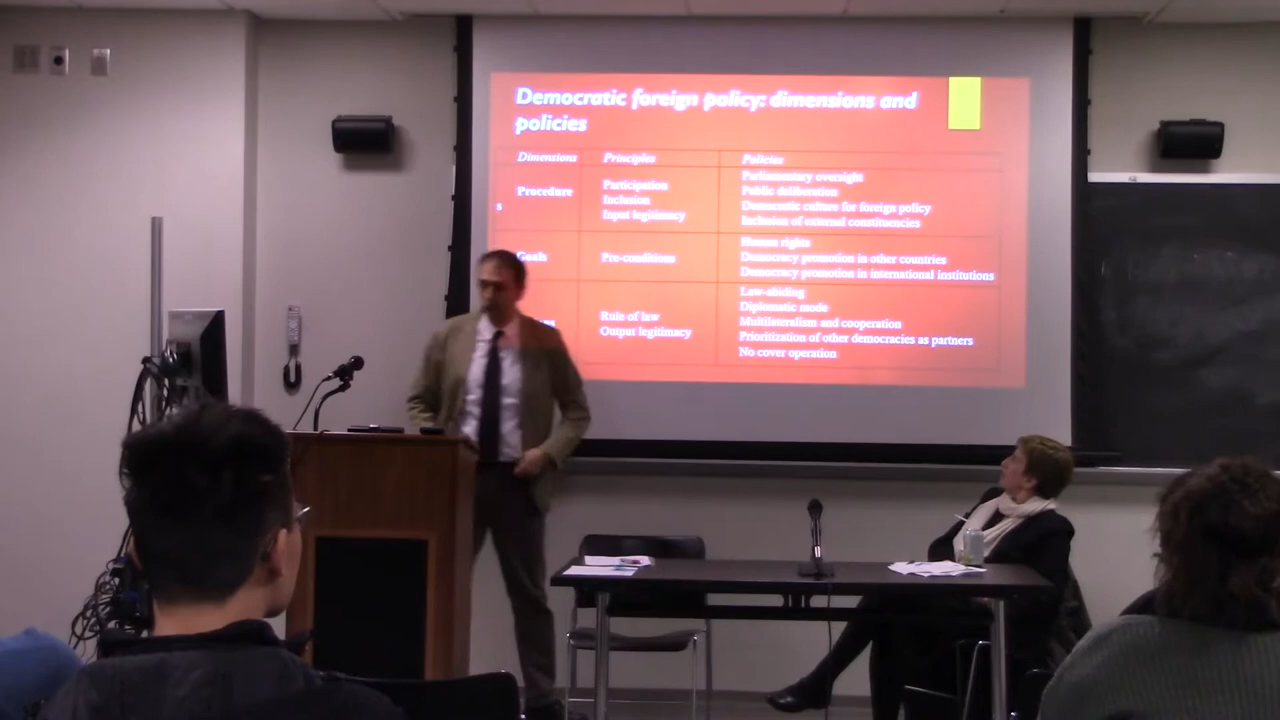 Democratic foreign policy: dimensions and
policies
Dimensions Principles Policies
Procedure
s
Participation
Inclusion
Input legitimacy
Parliamentary oversight
Public deliberation
Democratic culture for foreign policy
Inclusion of external constituencies
Goals
Pre-conditions
Human rights
Democracy promotion in other countries
Democracy promotion in international institutions
Rule of law
Output legitimacy
Law-abiding
Diplomatic mode
Multilateralism and cooperation
Prioritization of other democracies as partners
No cover operation